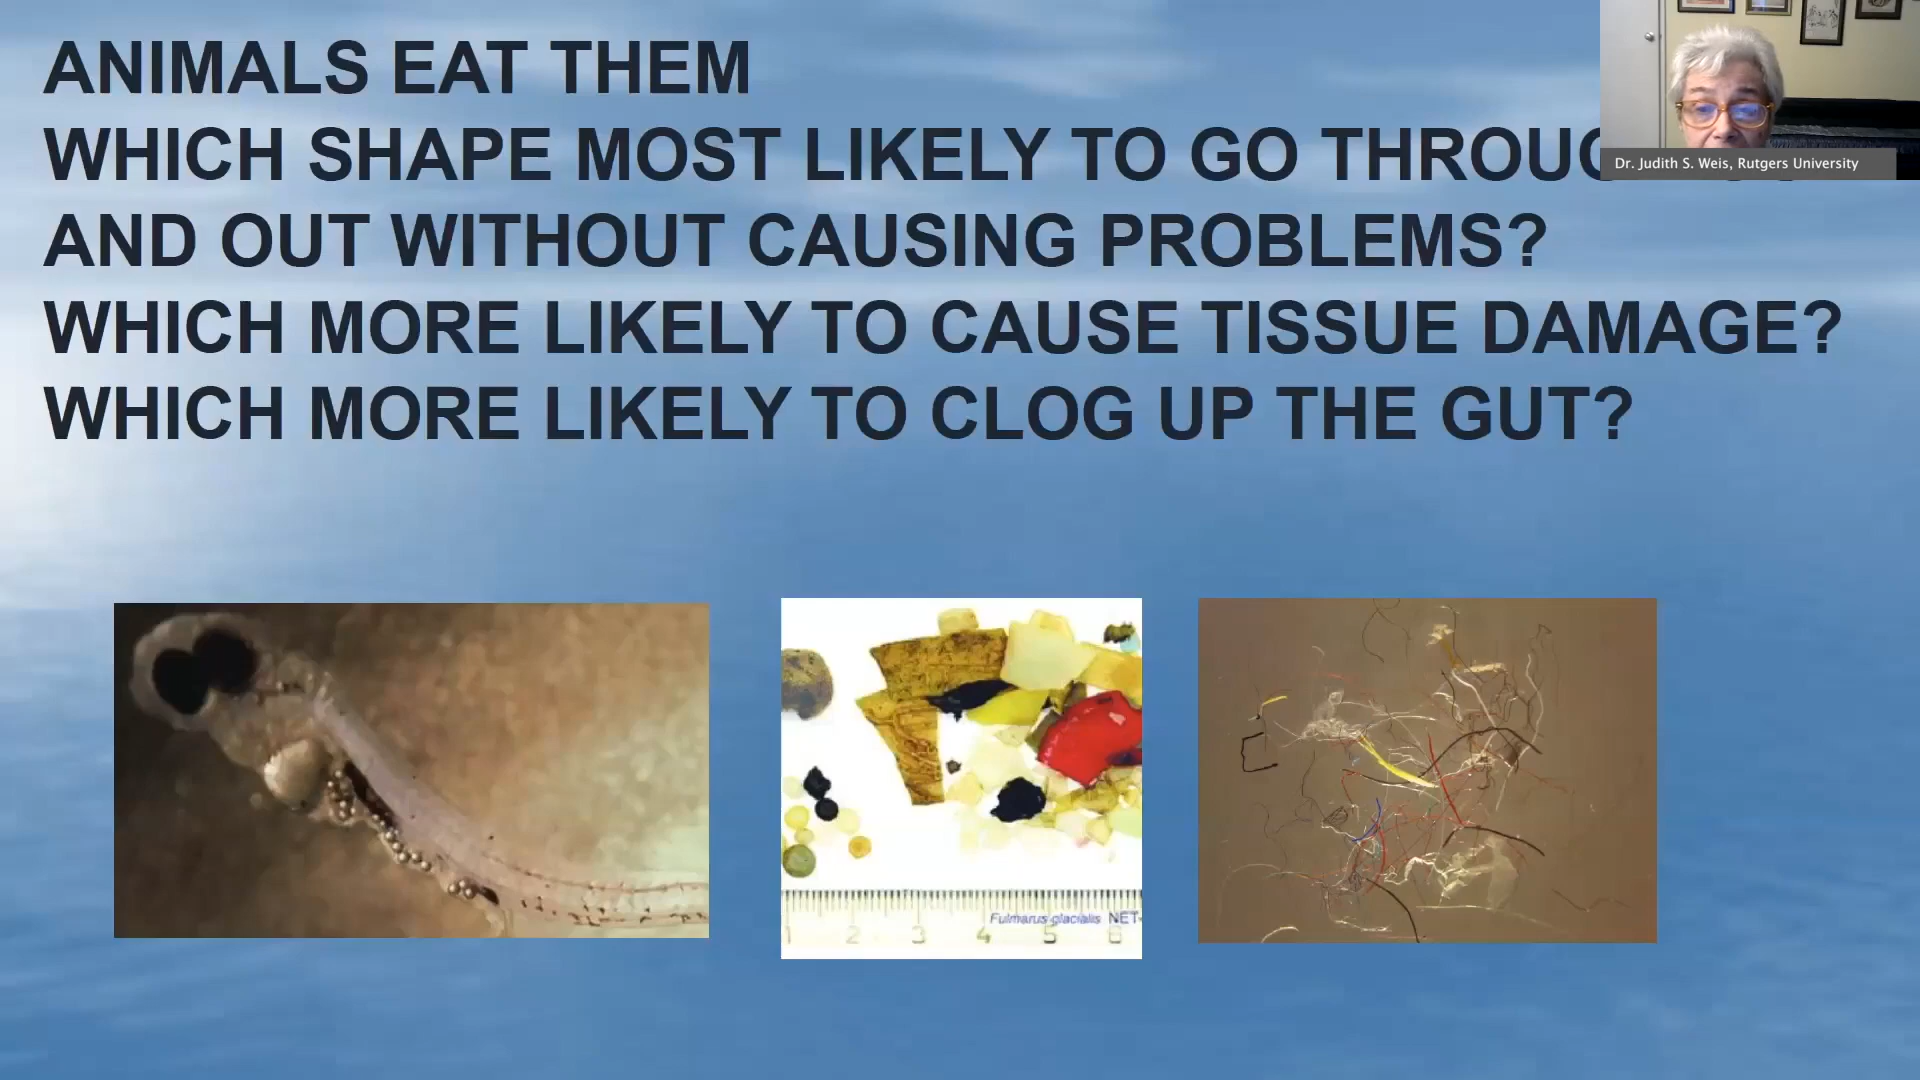 ANIMALS EAT THEM
WHICH SHAPE MOST LIKELY TO GO
AND OUT WITHOUT CAUSING PROBLEMS?
WHICH MORE LIKELY TO CAUSE TISSUE DAMAGE?
WHICH MORE LIKELY TO CLOG UP THE GUT?
Dr. Judith S. Weis, Rutgers University
Fulmarus glacialis NET-
1 2 3 4 5 6